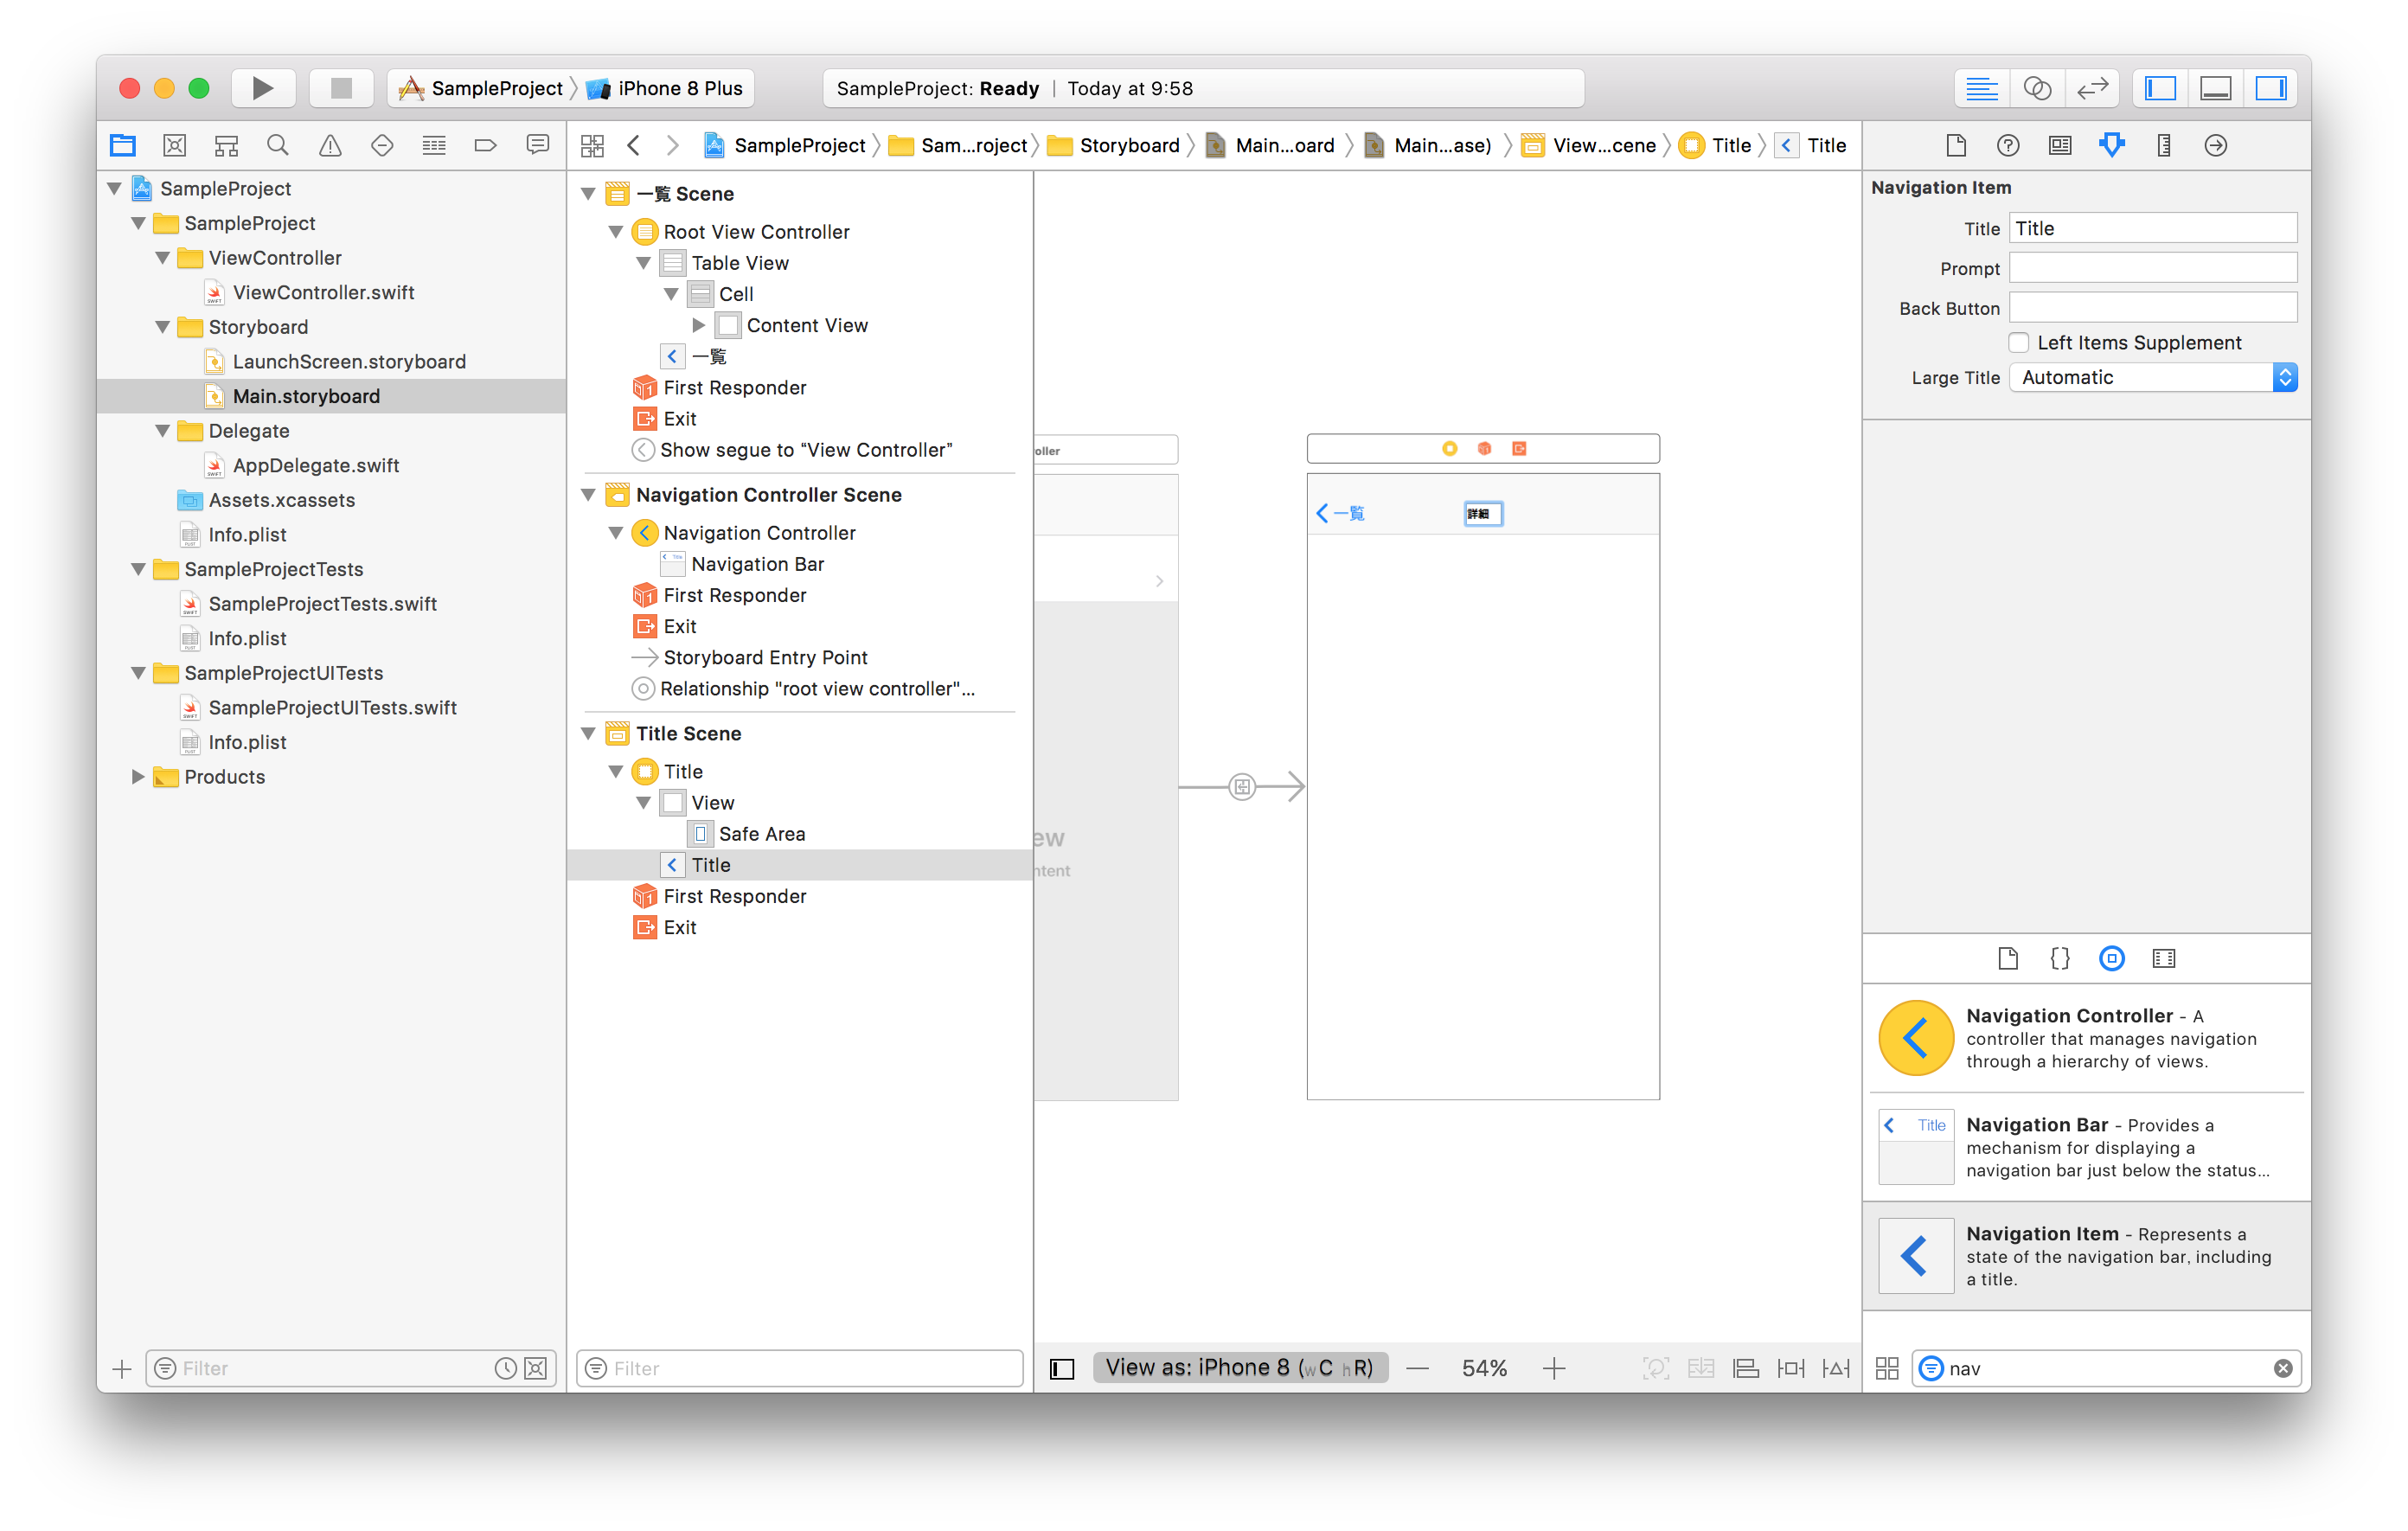 SampleProject
iPhone 8 Plus
SampleProject: Ready | Today at 9:58
SampleProject
Sam...roject
Storyboard
Main...oard
Main...ase)
View...cene
Title
Title
SampleProject
SampleProject
ViewController
ViewController.swift
Storyboard
LaunchScreen.storyboard
Main.storyboard
Delegate
AppDelegate.swift
Assets.xcassets
Info.plist
SampleProjectTests
SampleProjectTests.swift
Info.plist
SampleProjectUITests
SampleProjectUITests.swift
Info.plist
Products
Filter
一覧 Scene
Root View Controller
Table View
Cell
Content View
一覧
First Responder
Exit
Show segue to “View Controller”
Navigation Controller Scene
Navigation Controller
Navigation Bar
First Responder
Exit
Storyboard Entry Point
Relationship "root view controller"...
Title Scene
Title
View
Safe Area
Title
First Responder
Exit
Filter
oller
ew
ntent
一覧
詳細
View as: iPhone 8 (wC hR)
54%
Navigation Item
Title
Title
Prompt
Back Button
Left Items Supplement
Large Title
Automatic
Navigation Controller - A
controller that manages navigation
through a hierarchy of views.
Title
Navigation Bar - Provides a
mechanism for displaying a
navigation bar just below the status...
Navigation Item - Represents a
state of the navigation bar, including
a title.
nav